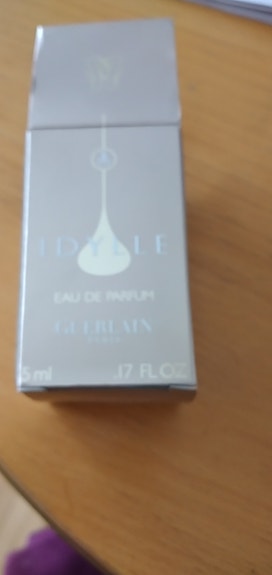 IDYLLE
EAU DE PARFUM
GUERLAIN
PARIS
5 ml .17 FL OZ